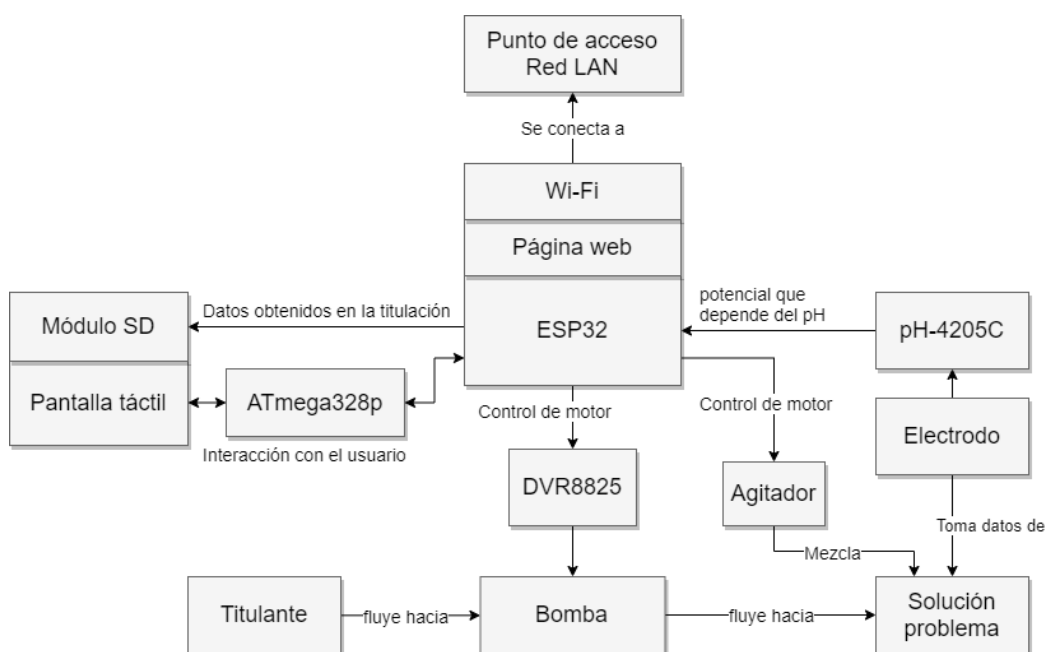 Punto de acceso
Red LAN
Se conecta a
Wi-Fi
Página web
ESP32
Datos obtenidos en la titulación
Módulo SD
Pantalla táctil
ATmega328p
Interacción con el usuario
potencial que
depende del pH
pH-4205C
Electrodo
Control de motor
Control de motor
DVR8825
Agitador
Toma datos de
Mezcla
Titulante
fluye hacia
Bomba
fluye hacia
Solución
problema